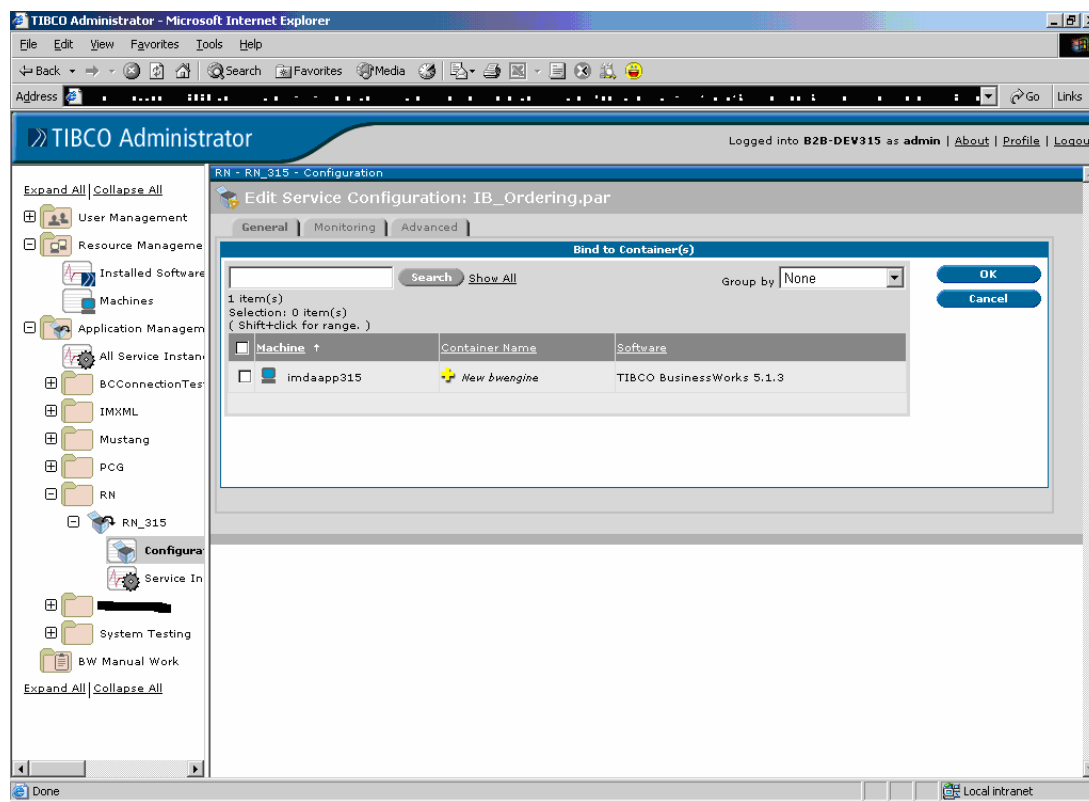 TIBCO Administrator - Microsoft Internet Explorer
File Edit View Favorites Tools Help
Back Search Favorites Media
Address Go Links
TIBCO Administrator
Logged into B2B-DEV315 as admin | About | Profile | Logou
Expand All | Collapse All
User Management
Resource Manageme
Installed Software
Machines
Application Managem
All Service Instan
BCConnectionTes
IMXML
Mustang
PCG
RN
RN_315
Configura
Service In
System Testing
BW Manual Work
Expand All | Collapse All
RN - RN_315 - Configuration
Edit Service Configuration: IB_Ordering.par
General Monitoring Advanced
Bind to Container(s)
Search Show All Group by None
OK
Cancel
1 item(s)
Selection: 0 item(s)
( Shift+click for range. )
Machine ↑ Container Name Software
imdaapp315 New bwengine TIBCO BusinessWorks 5.1.3
Done Local intranet